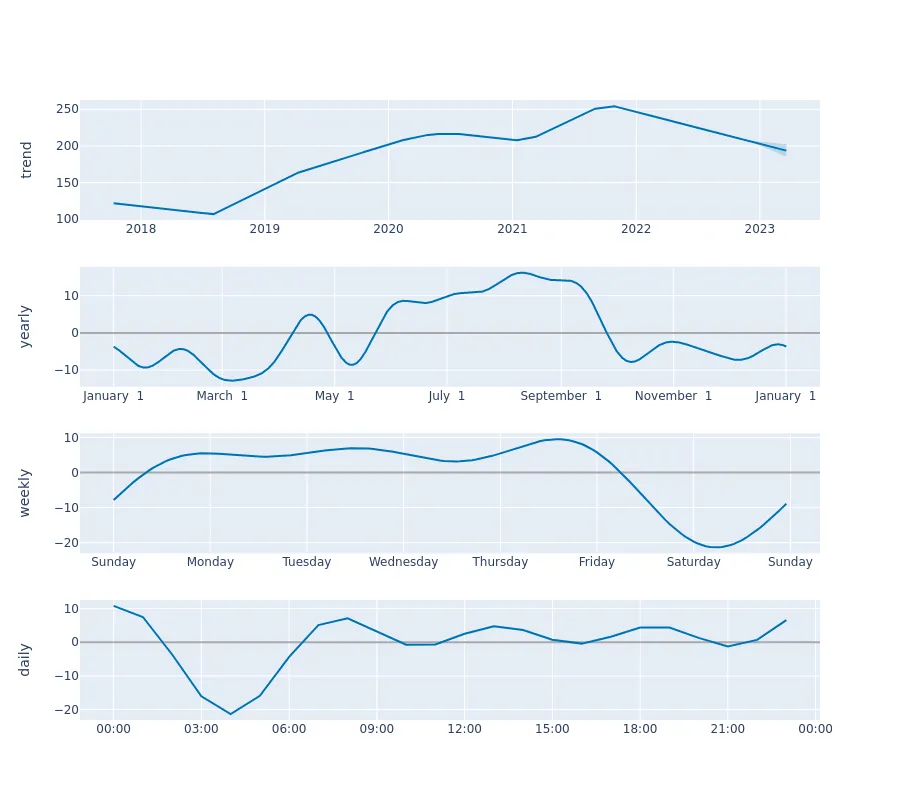 trend
250
200
150
100
2018 2019 2020 2021 2022 2023
yearly
10
0
−10
January 1 March 1 May 1 July 1 September 1 November 1 January 1
weekly
10
0
−10
−20
Sunday Monday Tuesday Wednesday Thursday Friday Saturday Sunday
daily
10
0
−10
−20
00:00 03:00 06:00 09:00 12:00 15:00 18:00 21:00 00:00